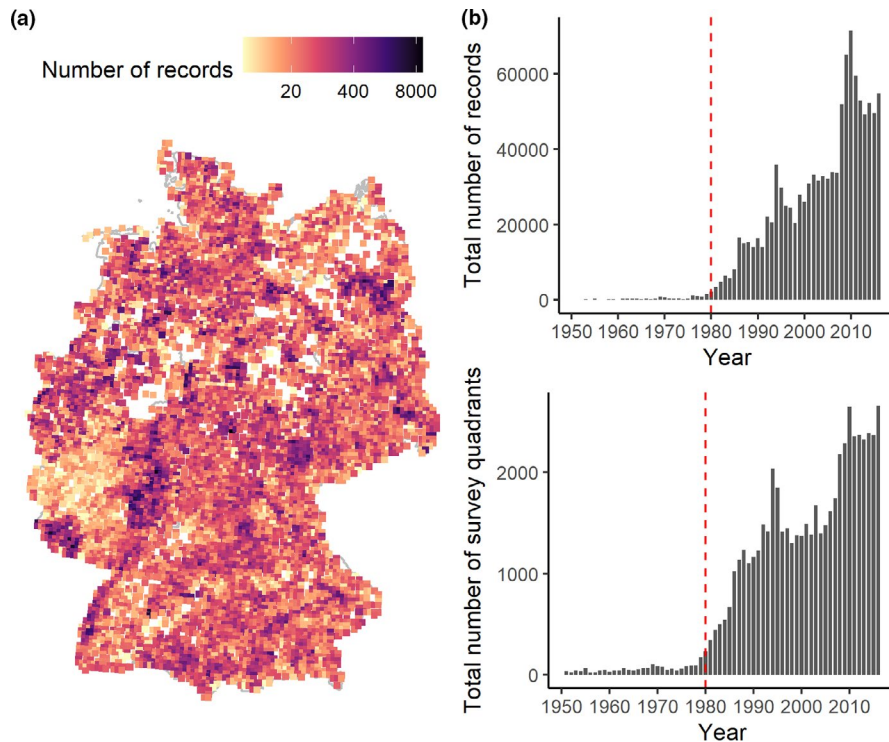 (a)
Number of records
20 400 8000
(b)
Total number of records
60000
40000
20000
0
1950 1960 1970 1980 1990 2000 2010
Year
Total number of survey quadrants
2000
1000
0
1950 1960 1970 1980 1990 2000 2010
Year